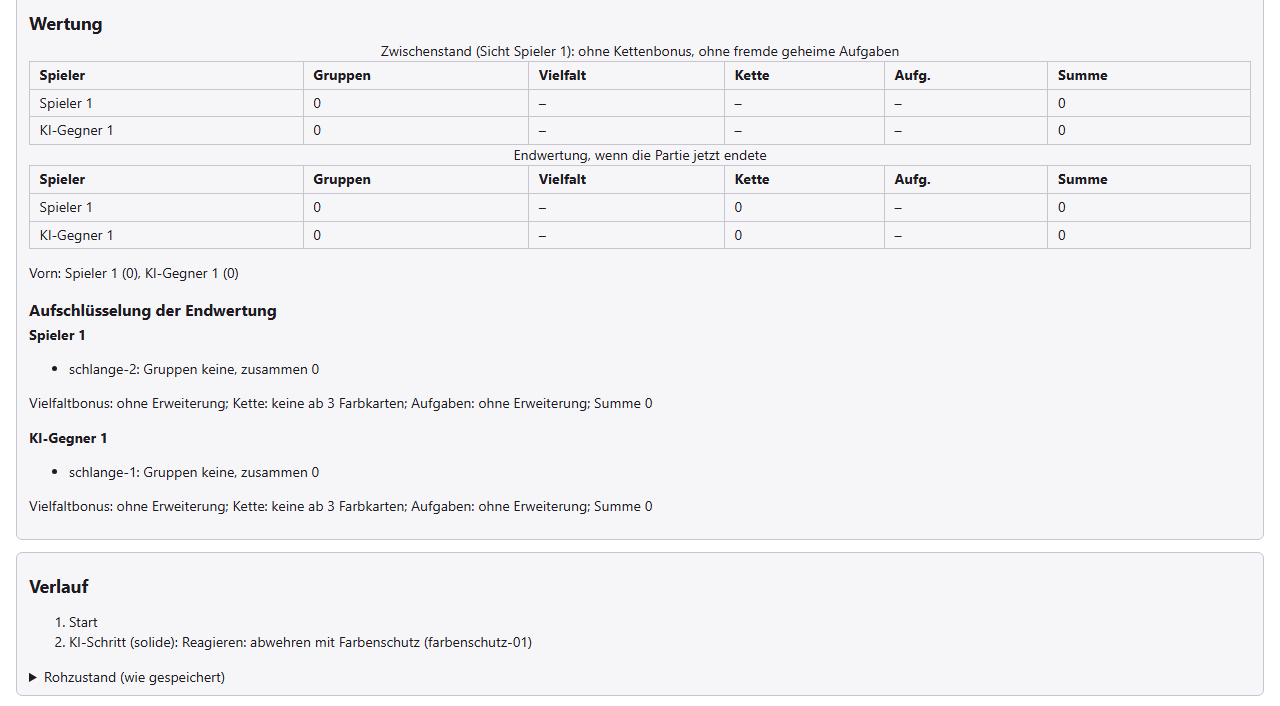 Wertung
Zwischenstand (Sicht Spieler 1): ohne Kettenbonus, ohne fremde geheime Aufgaben
Spieler Gruppen Vielfalt Kette Aufg. Summe
Spieler 1 0 – – – 0
KI-Gegner 1 0 – – – 0
Endwertung, wenn die Partie jetzt endete
Spieler Gruppen Vielfalt Kette Aufg. Summe
Spieler 1 0 – 0 – 0
KI-Gegner 1 0 – 0 – 0
Vorn: Spieler 1 (0), KI-Gegner 1 (0)
Aufschlüsselung der Endwertung
Spieler 1
• schlange-2: Gruppen keine, zusammen 0
Vielfaltbonus: ohne Erweiterung; Kette: keine ab 3 Farbkarten; Aufgaben: ohne Erweiterung; Summe 0
KI-Gegner 1
• schlange-1: Gruppen keine, zusammen 0
Vielfaltbonus: ohne Erweiterung; Kette: keine ab 3 Farbkarten; Aufgaben: ohne Erweiterung; Summe 0
Verlauf
1. Start
2. KI-Schritt (solide): Reagieren: abwehren mit Farbenschutz (farbenschutz-01)
▶ Rohzustand (wie gespeichert)